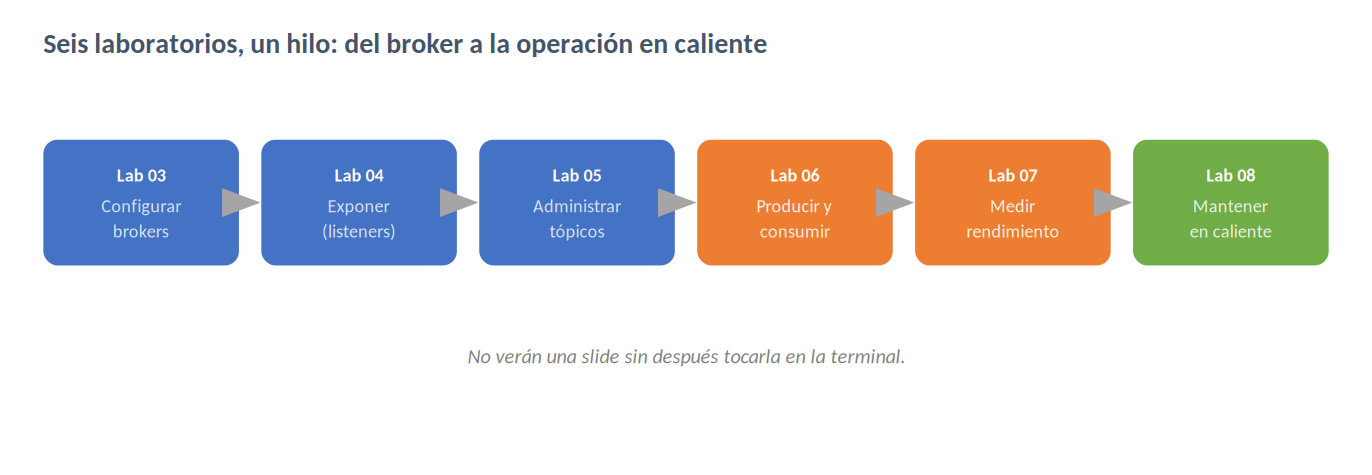 Seis laboratorios, un hilo: del broker a la operación en caliente
Lab 03
Configurar
brokers
Lab 04
Exponer
(listeners)
Lab 05
Administrar
tópicos
Lab 06
Producir y
consumir
Lab 07
Medir
rendimiento
Lab 08
Mantener
en caliente
No verán una slide sin después tocarla en la terminal.